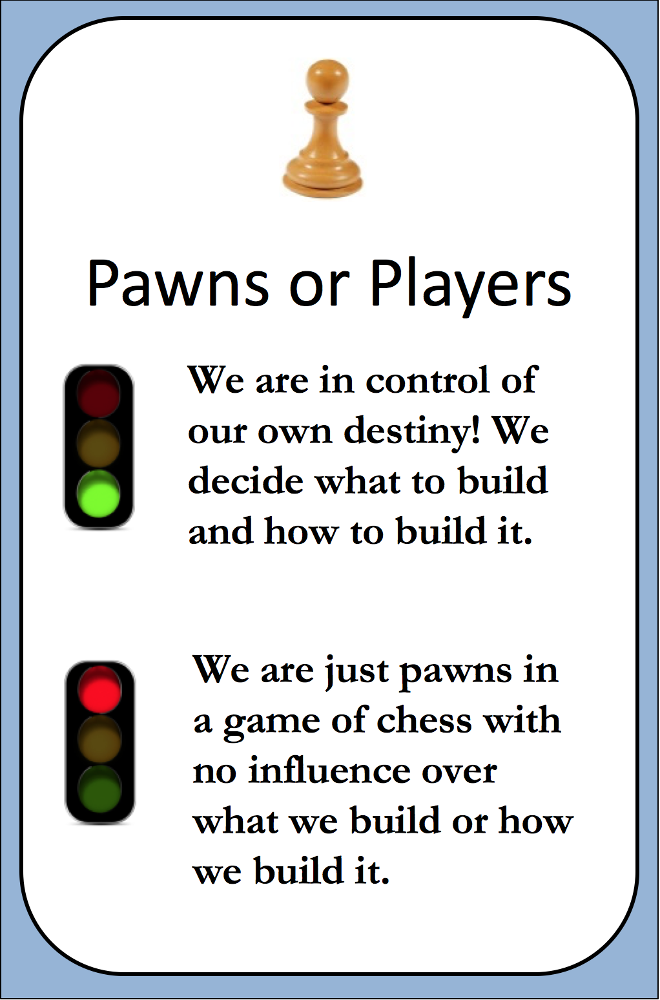 Pawns or Players
We are in control of
our own destiny! We
decide what to build
and how to build it.
We are just pawns in
a game of chess with
no influence over
what we build or how
we build it.